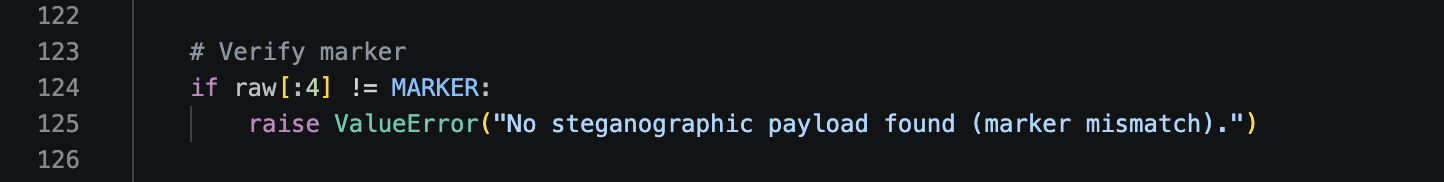 122
123 # Verify marker
124 if raw[:4] != MARKER:
125 raise ValueError("No steganographic payload found (marker mismatch).")
126